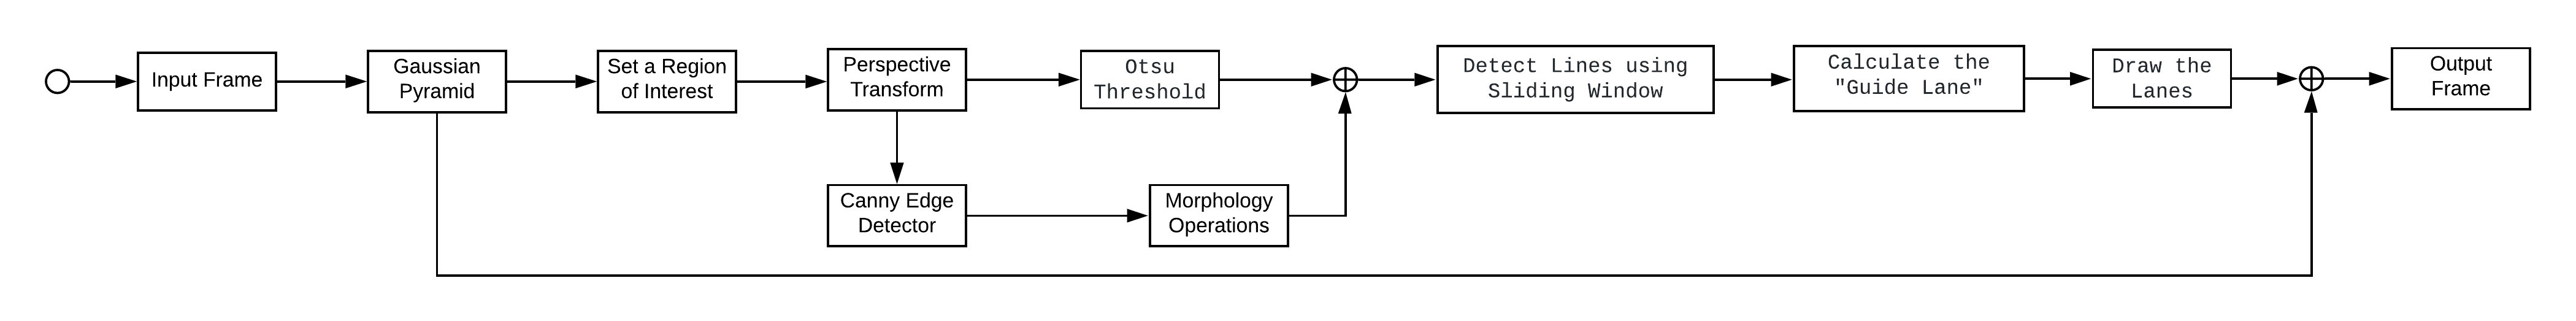 Input Frame
Gaussian
Pyramid
Set a Region
of Interest
Perspective
Transform
Otsu
Threshold
Detect Lines using
Sliding Window
Calculate the
"Guide Lane"
Draw the
Lanes
Output
Frame
Canny Edge
Detector
Morphology
Operations